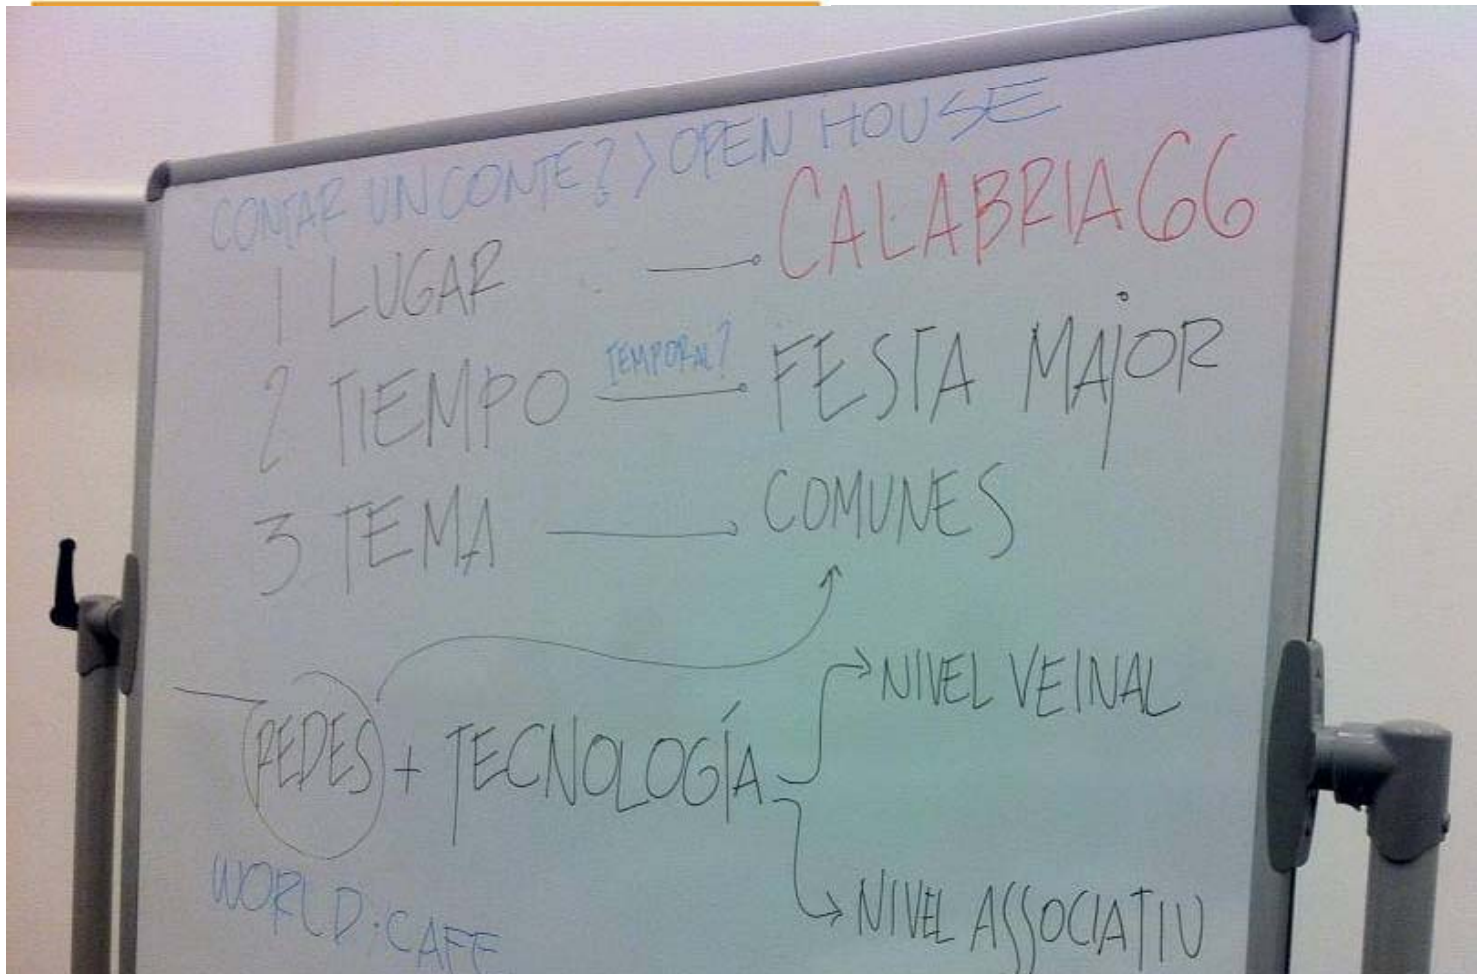 CONTAR UN CONTE? > OPEN HOUSE
1 LUGAR CALABRIA 66
2 TIEMPO TEMPORAL? FESTA MAJOR
3 TEMA COMUNES
NIVEL VEINAL
REDES + TECNOLOGÍA
NIVEL ASSOCIATIU
WORLD: CAFE